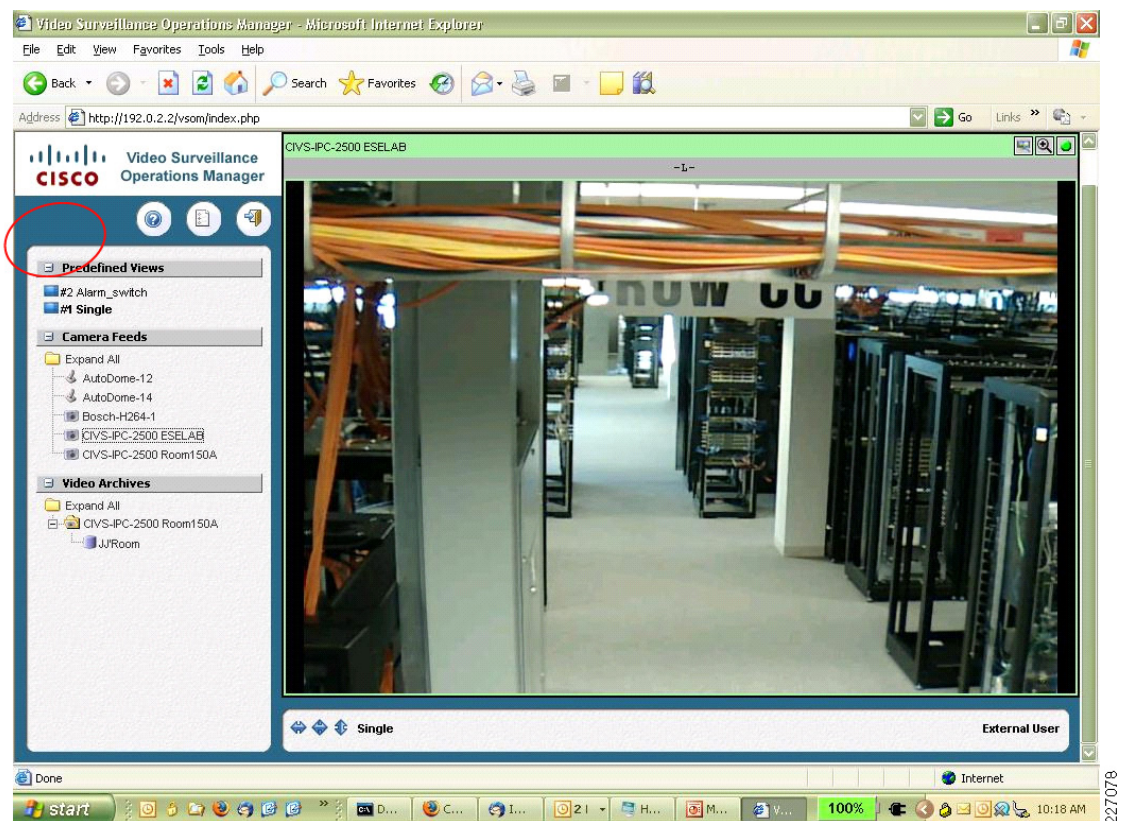 Video Surveillance Operations Manager - Microsoft Internet Explorer
File Edit View Favorites Tools Help
Back Search Favorites
Address http://192.0.2.2/vsom/index.php Go Links »
CISCO Video Surveillance Operations Manager
CIVS-IPC-2500 ESELAB
-L-
Predefined Views
#2 Alarm_switch
#1 Single
Camera Feeds
Expand All
AutoDome-12
AutoDome-14
Bosch-H264-1
CIVS-IPC-2500 ESELAB
CIVS-IPC-2500 Room150A
Video Archives
Expand All
CIVS-IPC-2500 Room150A
JJ'Room
ROW CC
Single External User
Done Internet
start » D... C... I... 2 I H... M... V... 100% 10:18 AM
227078